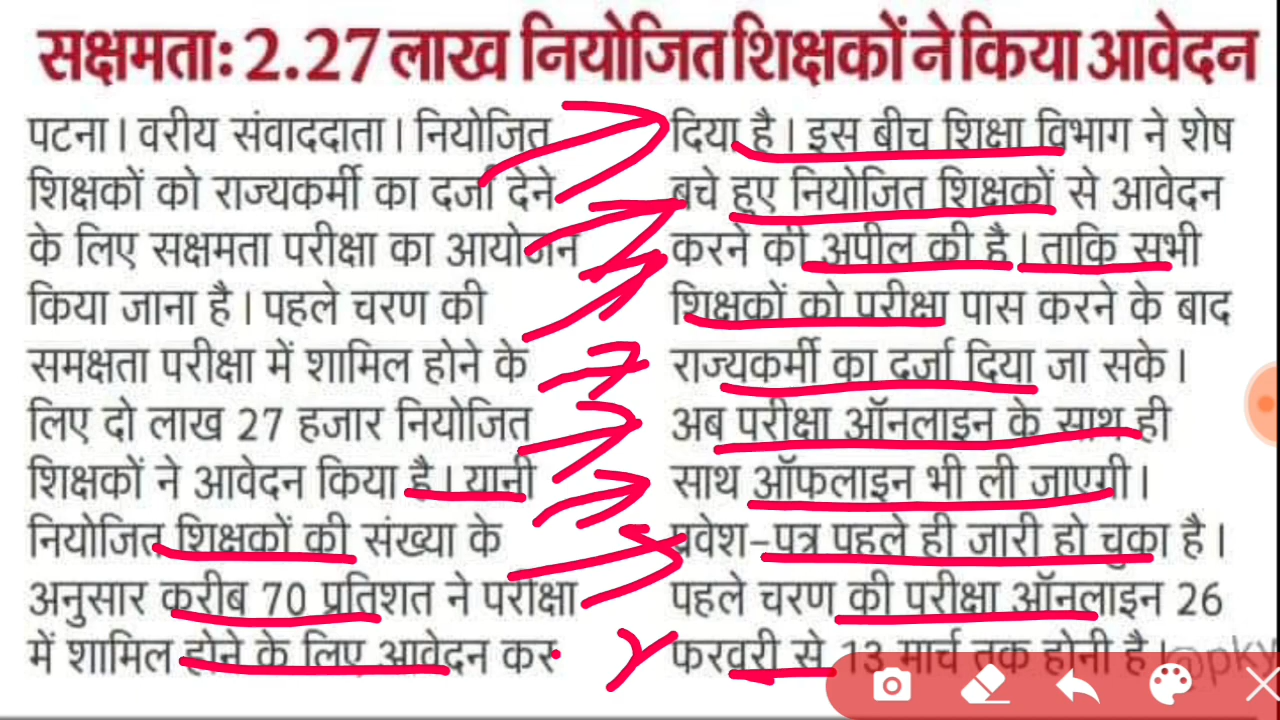 सक्षमताः 2.27 लाख नियोजित शिक्षकों ने किया आवेदन
पटना। वरीय संवाददाता। नियोजित
शिक्षकों को राज्यकर्मी का दर्जा देने
के लिए सक्षमता परीक्षा का आयोजन
किया जाना है। पहले चरण की
समक्षता परीक्षा में शामिल होने के
लिए दो लाख 27 हजार नियोजित
शिक्षकों ने आवेदन किया है। यानी
नियोजित शिक्षकों की संख्या के
अनुसार करीब 70 प्रतिशत ने परीक्षा
में शामिल होने के लिए आवेदन कर
दिया है। इस बीच शिक्षा विभाग ने शेष
बचे हुए नियोजित शिक्षकों से आवेदन
करने की अपील की है। ताकि सभी
शिक्षकों को परीक्षा पास करने के बाद
राज्यकर्मी का दर्जा दिया जा सके।
अब परीक्षा ऑनलाइन के साथ ही
साथ ऑफलाइन भी ली जाएगी।
प्रवेश-पत्र पहले ही जारी हो चुका है।
पहले चरण की परीक्षा ऑनलाइन 26
फरवरी से 13 मार्च तक होनी है।
@pky